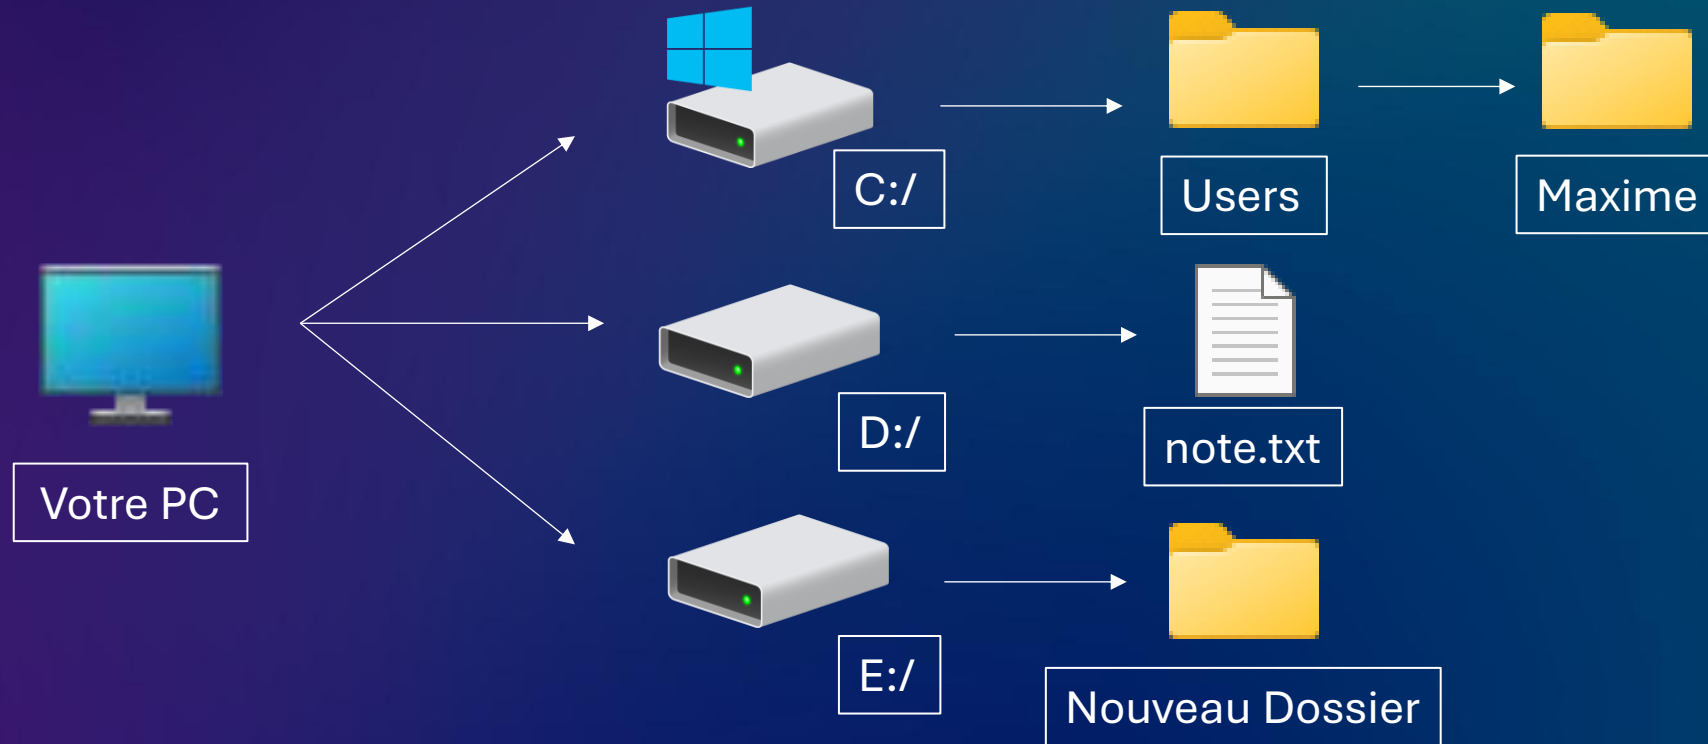 C:/
Users
Maxime
Votre PC
D:/
note.txt
E:/
Nouveau Dossier